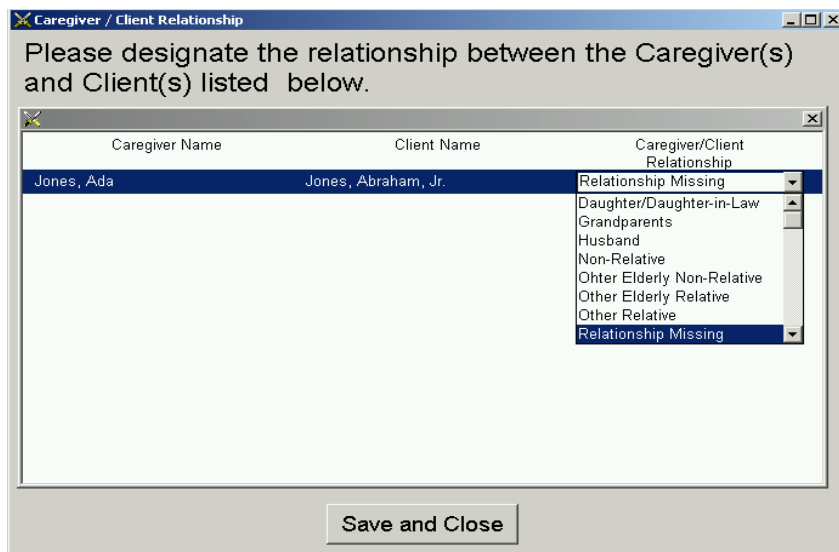 Caregiver / Client Relationship
Please designate the relationship between the Caregiver(s)
and Client(s) listed below.
Caregiver Name Client Name Caregiver/Client
Relationship
Jones, Ada Jones, Abraham, Jr. Relationship Missing
Daughter/Daughter-in-Law
Grandparents
Husband
Non-Relative
Ohter Elderly Non-Relative
Other Elderly Relative
Other Relative
Relationship Missing
Save and Close